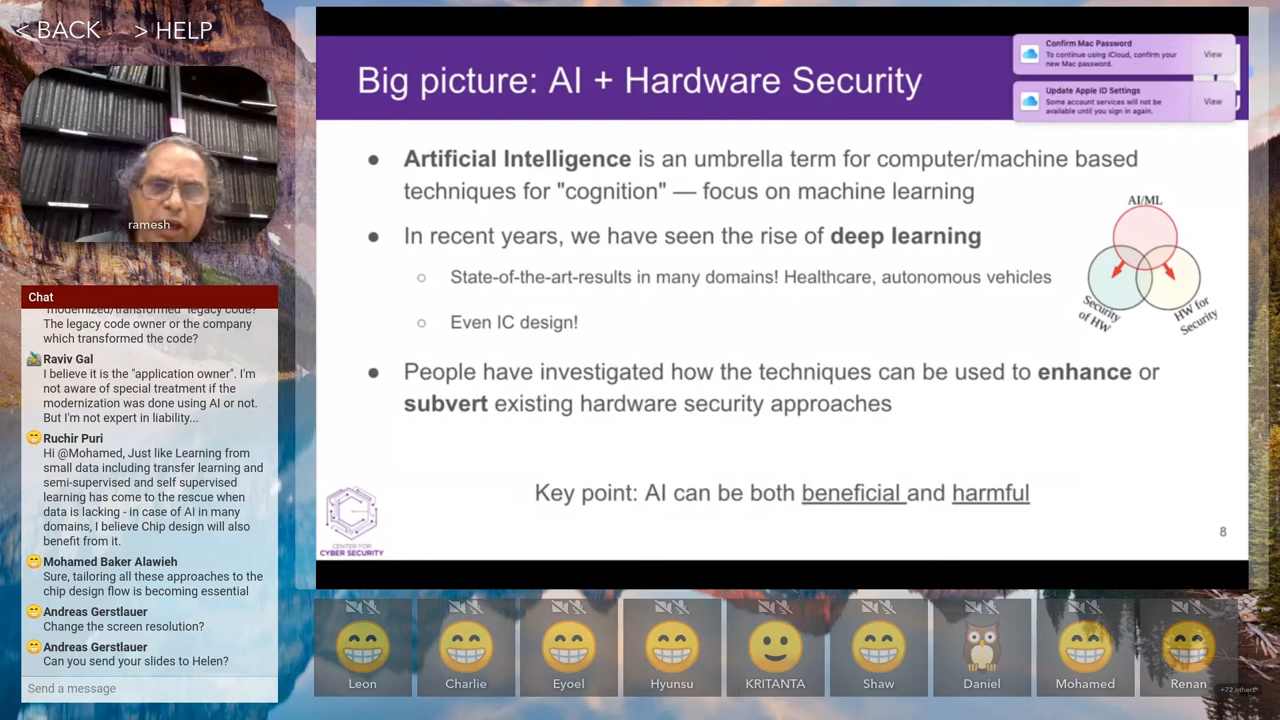 < BACK
> HELP
ramesh
Chat
"modernized/transformed" legacy code?
The legacy code owner or the company
which transformed the code?
Raviv Gal
I believe it is the "application owner". I'm
not aware of special treatment if the
modernization was done using AI or not.
But I'm not expert in liability...
Ruchir Puri
Hi @Mohamed, Just like Learning from
small data including transfer learning and
semi-supervised and self supervised
learning has come to the rescue when
data is lacking - in case of AI in many
domains, I believe Chip design will also
benefit from it.
Mohamed Baker Alawieh
Sure, tailoring all these approaches to the
chip design flow is becoming essential
Andreas Gerstlauer
Change the screen resolution?
Andreas Gerstlauer
Can you send your slides to Helen?
Send a message
Big picture: AI + Hardware Security
Confirm Mac Password
To continue using iCloud, confirm your
new Mac password.
View
Update Apple ID Settings
Some account services will not be
available until you sign in again.
View
● Artificial Intelligence is an umbrella term for computer/machine based
techniques for "cognition" — focus on machine learning
● In recent years, we have seen the rise of deep learning
○ State-of-the-art-results in many domains! Healthcare, autonomous vehicles
○ Even IC design!
● People have investigated how the techniques can be used to enhance or
subvert existing hardware security approaches
AI/ML
Security
of HW
HW for
Security
Key point: AI can be both beneficial and harmful
CENTER FOR
CYBER SECURITY
8
Leon
Charlie
Eyoel
Hyunsu
KRITANTA
Shaw
Daniel
Mohamed
Renan
+72 others